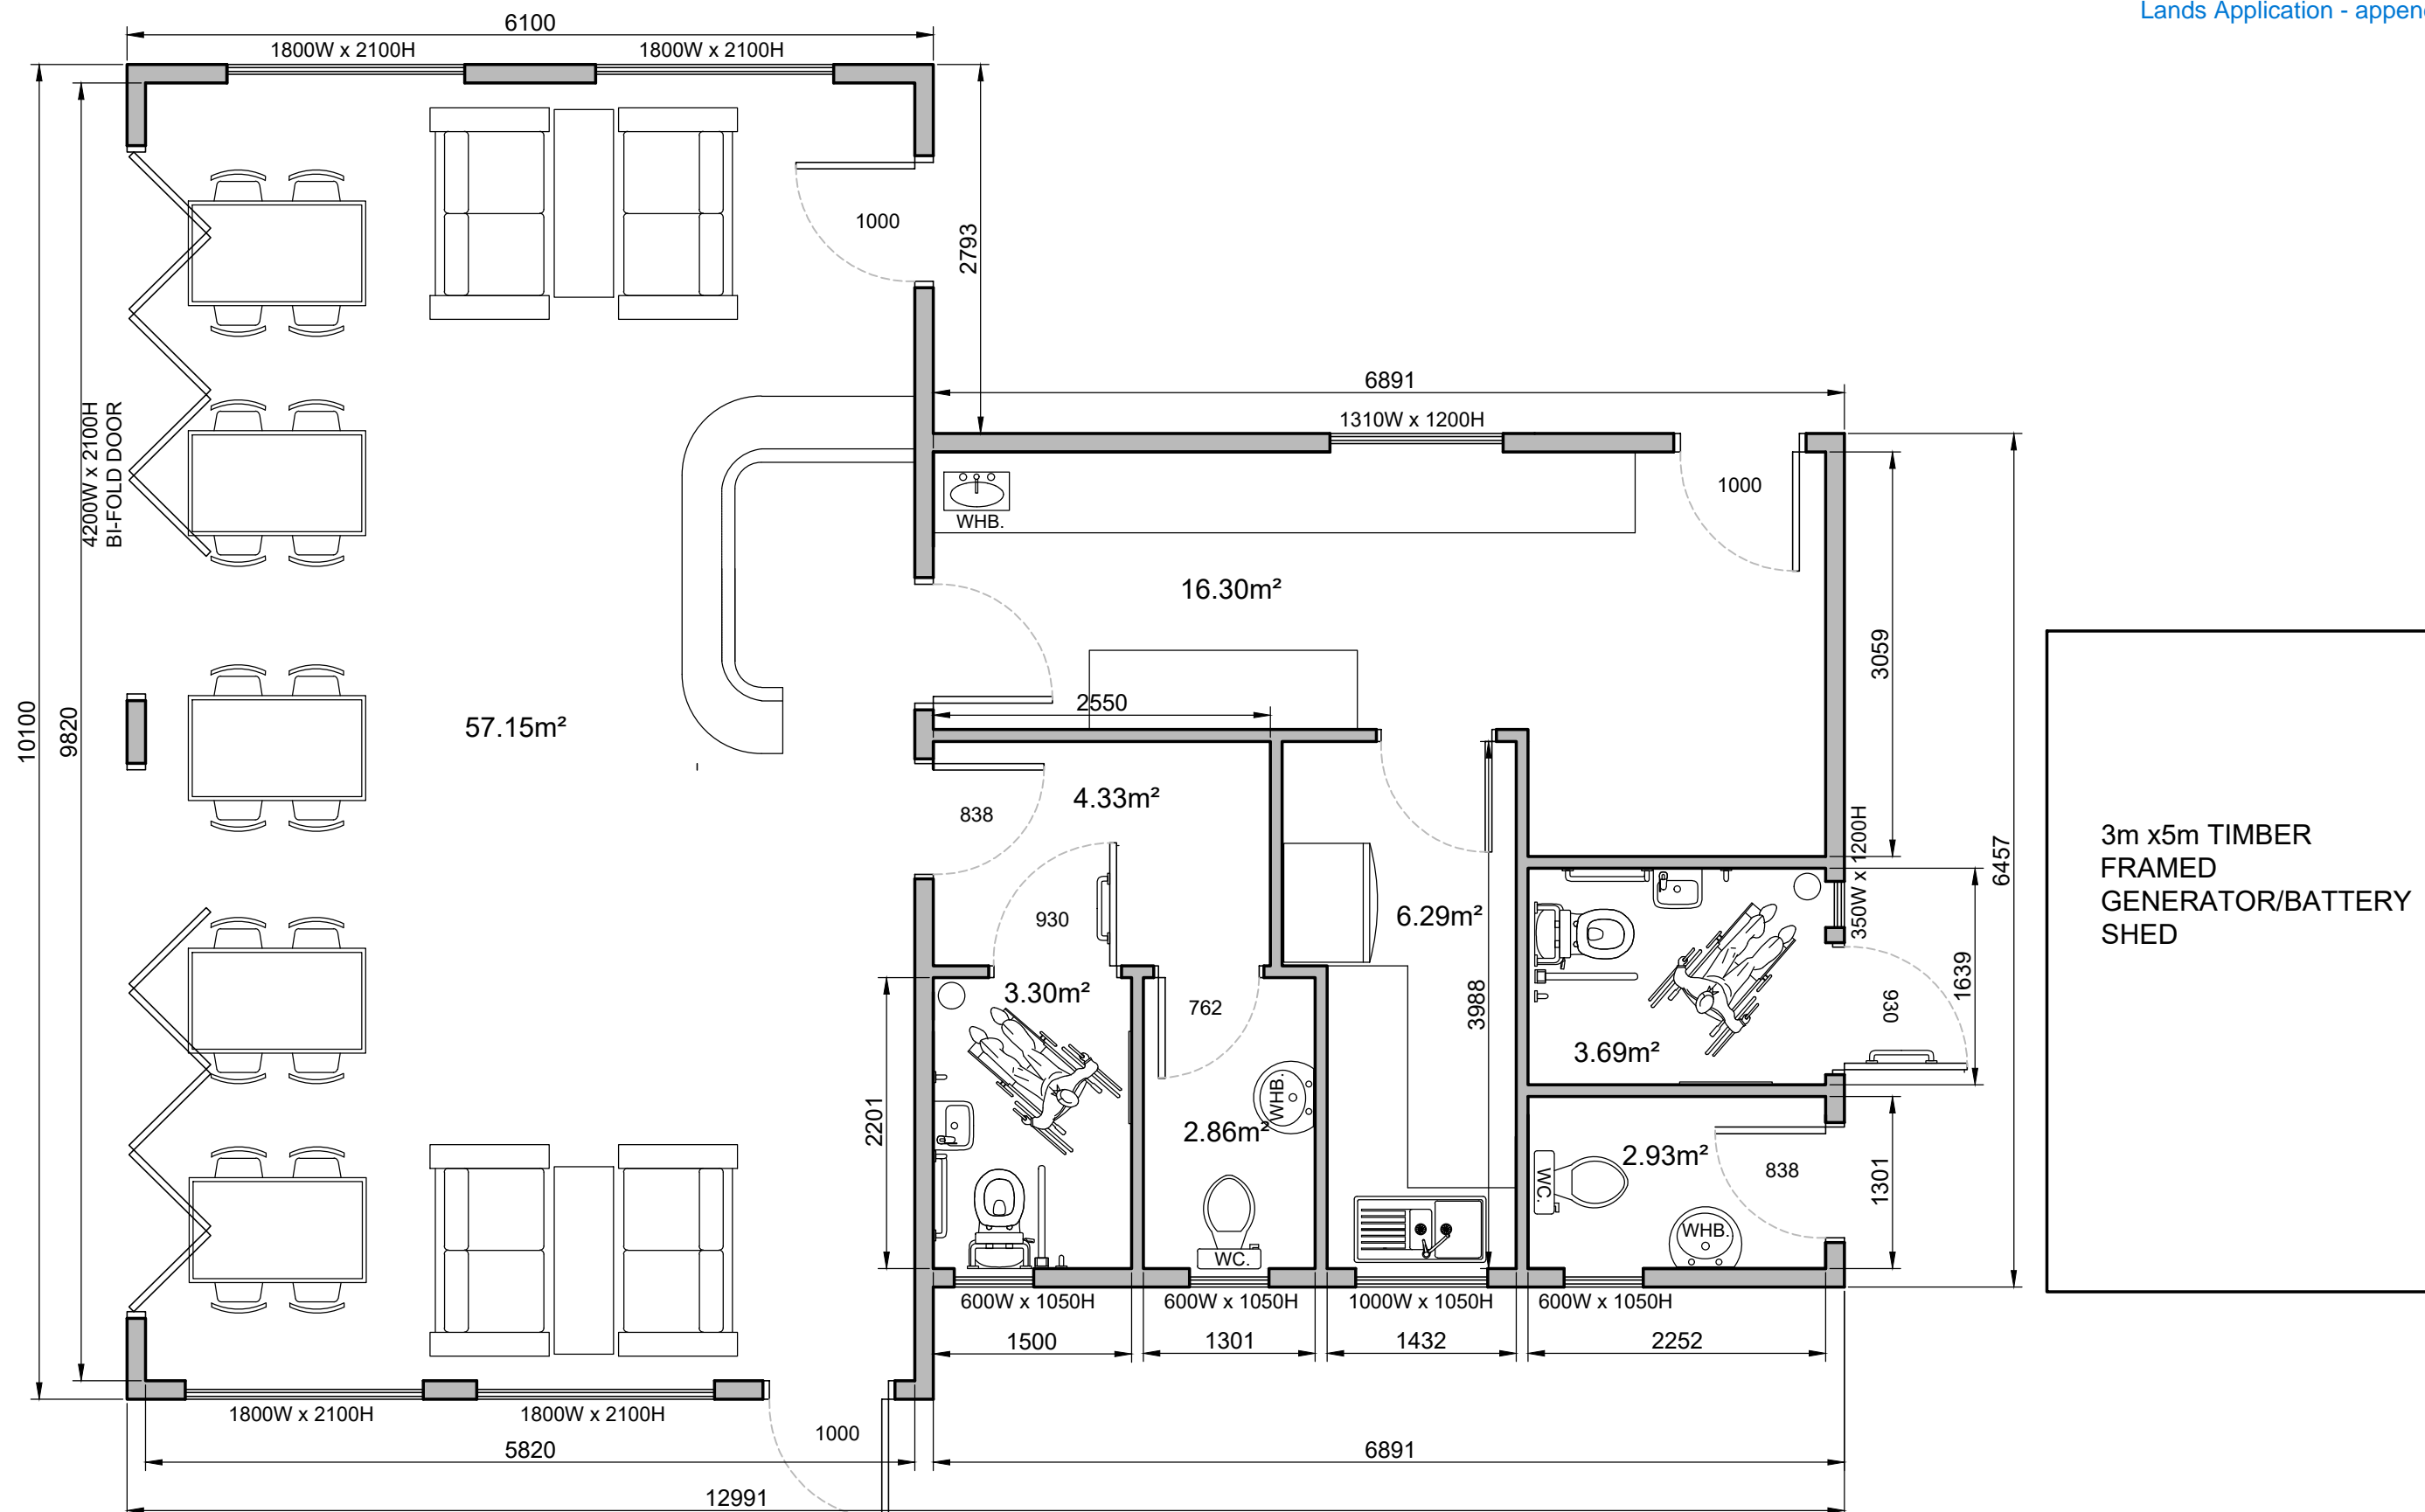 Lands Application - appen
6100
1800W x 2100H
1800W x 2100H
1000
2793
6891
1310W x 1200H
4200W x 2100H
BI-FOLD DOOR
WHB.
1000
16.30m²
3059
10100
9820
57.15m²
2550
4.33m²
838
350W x 1200H
6457
3m x5m TIMBER
FRAMED
GENERATOR/BATTERY
SHED
930
6.29m²
3.30m²
762
3988
1639
930
3.69m²
2201
WHB.
2.86m²
2.93m²
838
1301
WC.
WHB.
WC.
600W x 1050H
600W x 1050H
1000W x 1050H
600W x 1050H
1500
1301
1432
2252
1800W x 2100H
1800W x 2100H
1000
5820
6891
12991